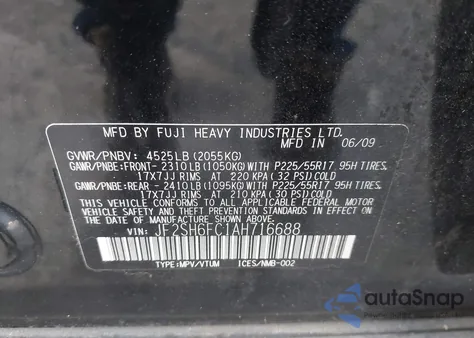 MFD BY FUJI HEAVY INDUSTRIES LTD.
MFD IN 06/09
GVWR/PNBV: 4525LB (2055KG)
GAWR/PNBE:FRONT-2310LB(1050KG)WITH P225/55R17 95H TIRES,
17X7JJ RIMS AT 220 KPA(32 PSI)COLD
GAWR/PNBE:REAR -2410LB(1095KG)WITH P225/55R17 95H TIRES,
17X7JJ RIMS AT 210 KPA(30 PSI)COLD
THIS VEHICLE CONFORMS TO ALL APPLICABLE FEDERAL MOTOR
VEHICLE SAFETY AND BUMPER STANDARDS IN EFFECT ON
THE DATE OF MANUFACTURE SHOWN ABOVE.
VIN: JF2SH6FC1AH716688
TYPE:MPV/VTUM ICES/NMB-002
autaSnap